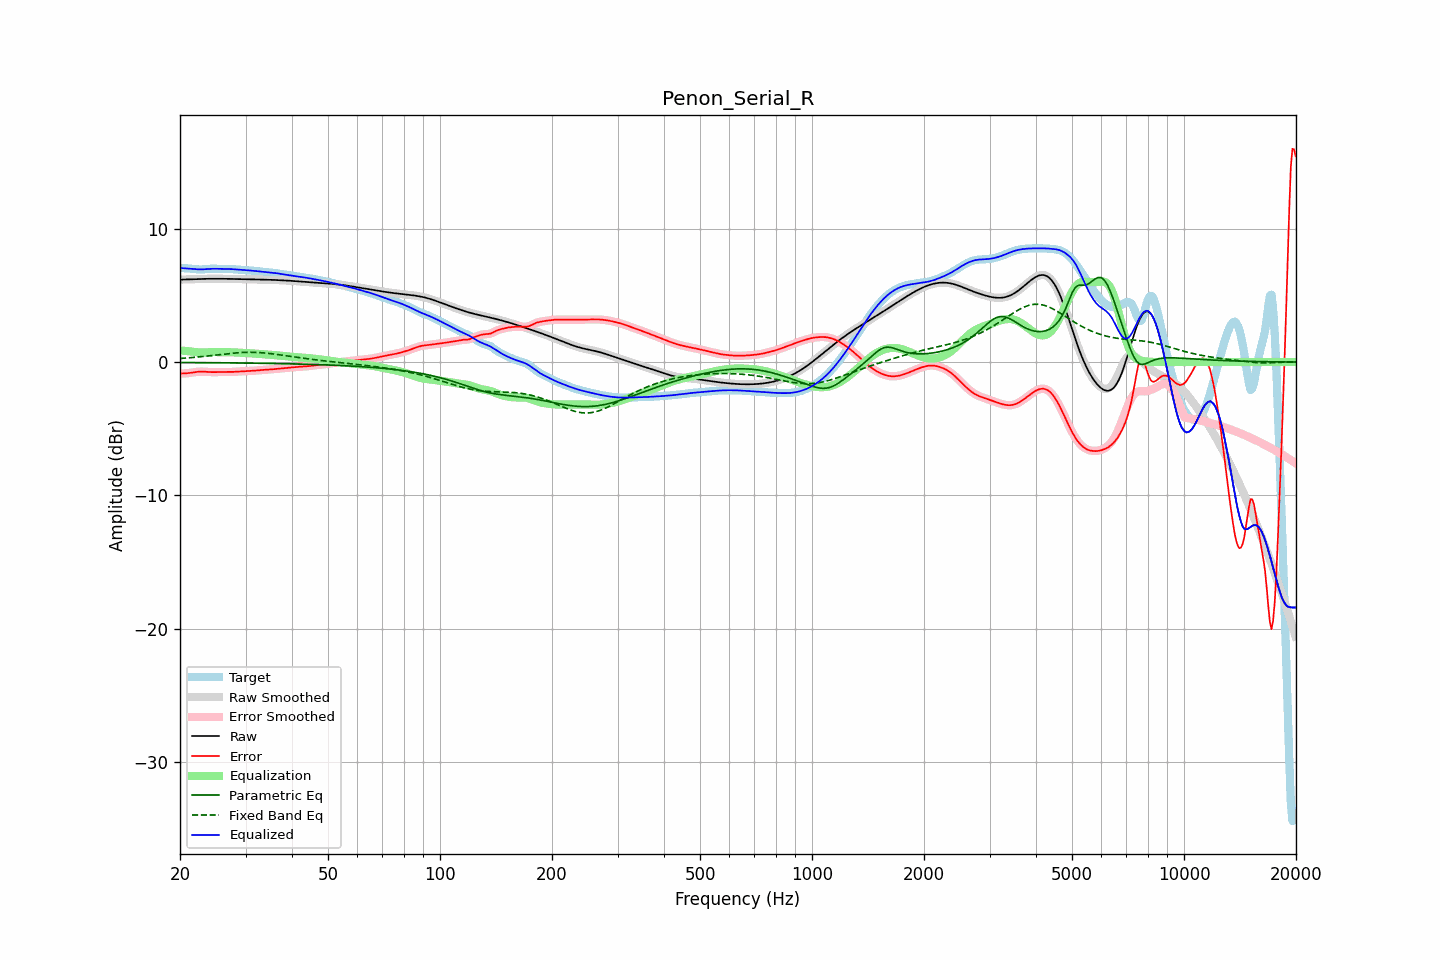 Penon_Serial_R
Amplitude (dBr)
10
0
−10
−20
−30
Target
Raw Smoothed
Error Smoothed
Raw
Error
Equalization
Parametric Eq
Fixed Band Eq
Equalized
20 50 100 200 500 1000 2000 5000 10000 20000
Frequency (Hz)